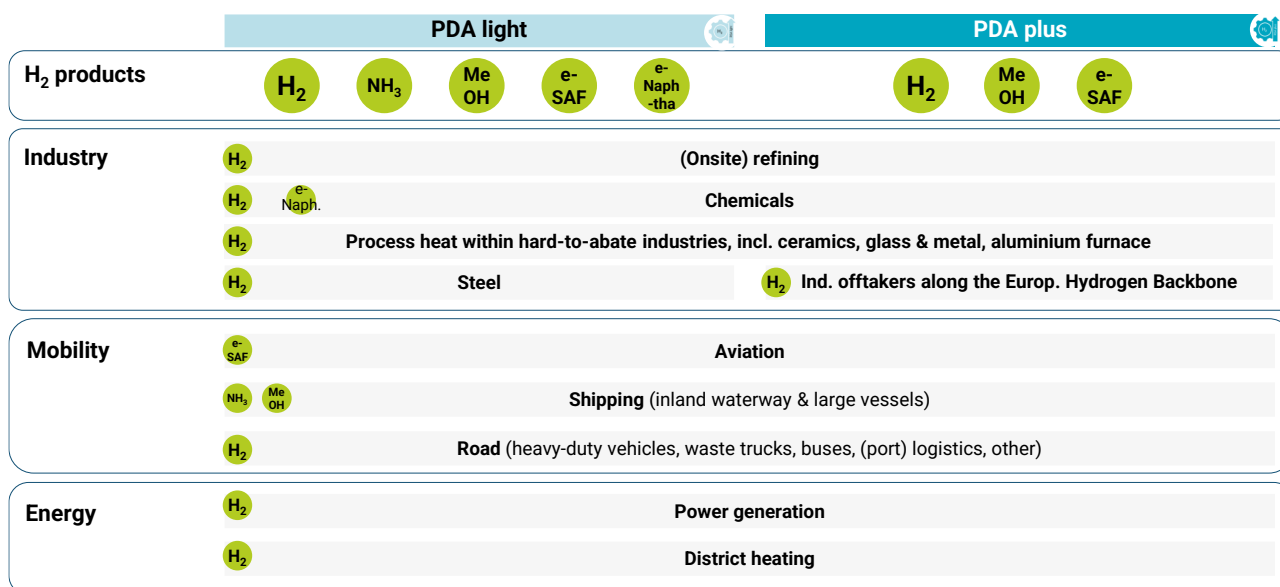 PDA light
PDA plus
H₂ products
H₂
NH₃
Me
OH
e-
SAF
e-
Naph
-tha
H₂
Me
OH
e-
SAF
Industry
H₂
(Onsite) refining
H₂
e-
Naph.
Chemicals
H₂
Process heat within hard-to-abate industries, incl. ceramics, glass & metal, aluminium furnace
H₂
Steel
H₂
Ind. offtakers along the Europ. Hydrogen Backbone
Mobility
e-
SAF
Aviation
NH₃
Me
OH
Shipping (inland waterway & large vessels)
H₂
Road (heavy-duty vehicles, waste trucks, buses, (port) logistics, other)
Energy
H₂
Power generation
H₂
District heating